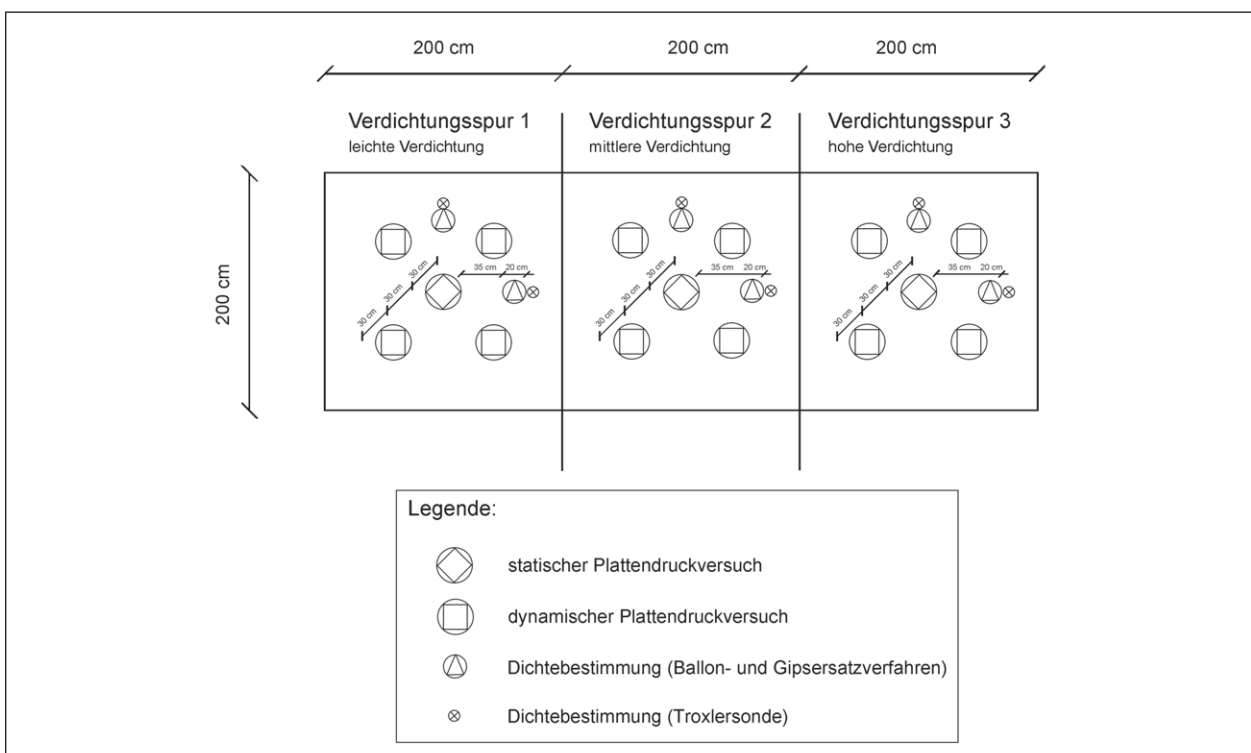 200 cm 200 cm 200 cm
Verdichtungsspur 1 Verdichtungsspur 2 Verdichtungsspur 3
leichte Verdichtung mittlere Verdichtung hohe Verdichtung
200 cm
30 cm 30 cm 30 cm 35 cm 20 cm
30 cm 30 cm 30 cm 35 cm 20 cm
30 cm 30 cm 30 cm 35 cm 20 cm
Legende:
statischer Plattendruckversuch
dynamischer Plattendruckversuch
Dichtebestimmung (Ballon- und Gipsersatzverfahren)
Dichtebestimmung (Troxlersonde)